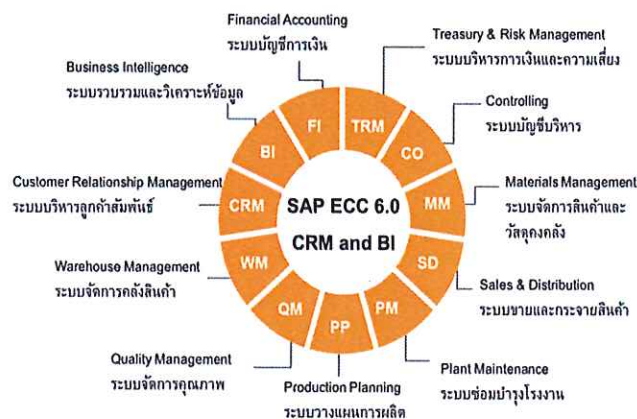 Financial Accounting
ระบบบัญชีการเงิน
Treasury & Risk Management
ระบบบริหารการเงินและความเสี่ยง
Business Intelligence
ระบบรวบรวมและวิเคราะห์ข้อมูล
Controlling
ระบบบัญชีบริหาร
FI
TRM
BI
CO
Customer Relationship Management
ระบบบริหารลูกค้าสัมพันธ์
CRM
SAP ECC 6.0
CRM and BI
MM
Materials Management
ระบบจัดการสินค้าและ
วัสดุคงคลัง
Warehouse Management
ระบบจัดการคลังสินค้า
WM
SD
Sales & Distribution
ระบบขายและกระจายสินค้า
QM
PP
PM
Quality Management
ระบบจัดการคุณภาพ
Production Planning
ระบบวางแผนการผลิต
Plant Maintenance
ระบบซ่อมบำรุงโรงงาน